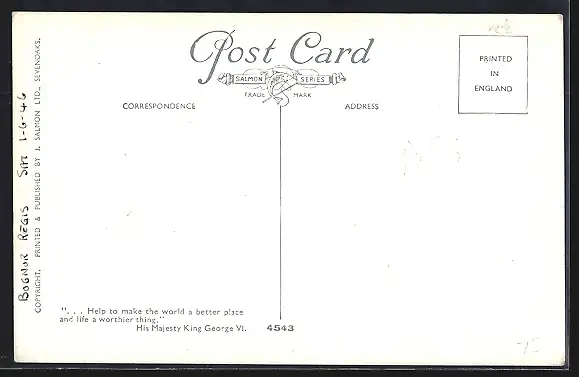 Post Card
SALMON SERIES
TRADE MARK
CORRESPONDENCE
ADDRESS
PRINTED
IN
ENGLAND
BOGNOR REGIS SAT 1-6-46
COPYRIGHT. PRINTED & PUBLISHED BY J. SALMON LTD., SEVENOAKS.
". . . Help to make the world a better place
and life a worthier thing."
His Majesty King George VI.
4543